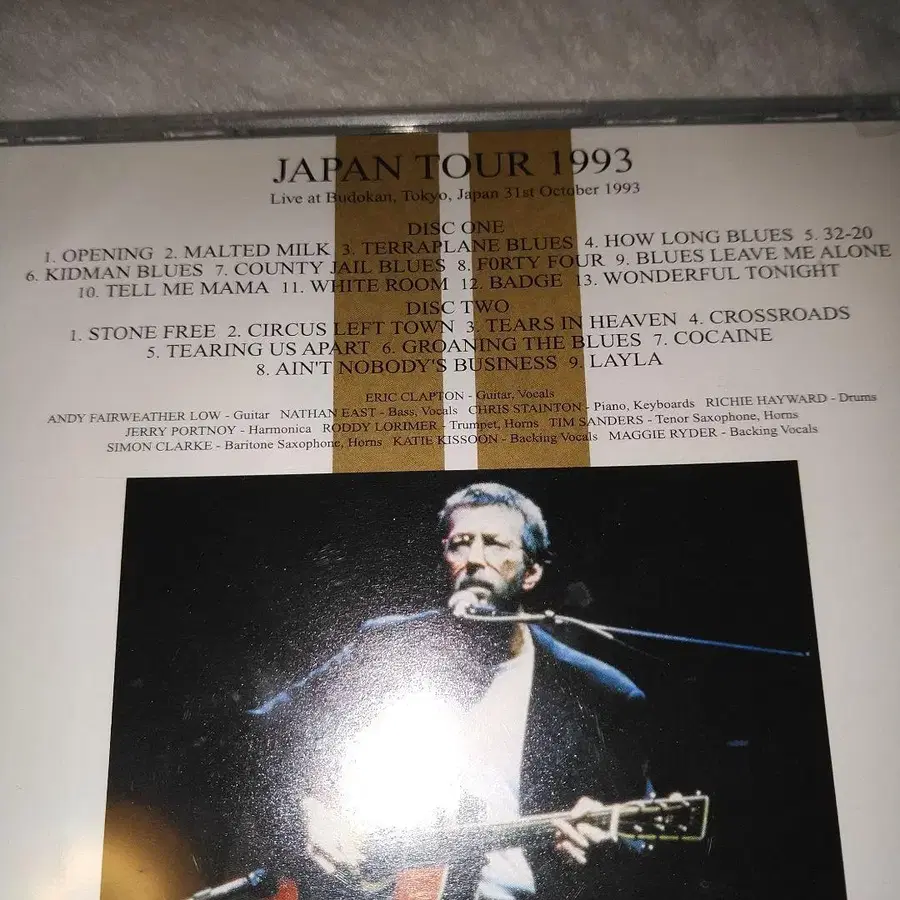 JAPAN TOUR 1993
Live at Budokan, Tokyo, Japan 31st October 1993
DISC ONE
1. OPENING 2. MALTED MILK 3. TERRAPLANE BLUES 4. HOW LONG BLUES 5. 32-20
6. KIDMAN BLUES 7. COUNTY JAIL BLUES 8. F0RTY FOUR 9. BLUES LEAVE ME ALONE
10. TELL ME MAMA 11. WHITE ROOM 12. BADGE 13. WONDERFUL TONIGHT
DISC TWO
1. STONE FREE 2. CIRCUS LEFT TOWN 3. TEARS IN HEAVEN 4. CROSSROADS
5. TEARING US APART 6. GROANING THE BLUES 7. COCAINE
8. AIN'T NOBODY'S BUSINESS 9. LAYLA
ERIC CLAPTON - Guitar, Vocals
ANDY FAIRWEATHER LOW - Guitar NATHAN EAST - Bass, Vocals CHRIS STAINTON - Piano, Keyboards RICHIE HAYWARD - Drums
JERRY PORTNOY - Harmonica RODDY LORIMER - Trumpet, Horns TIM SANDERS - Tenor Saxophone, Horns
SIMON CLARKE - Baritone Saxophone, Horns KATIE KISSOON - Backing Vocals MAGGIE RYDER - Backing Vocals